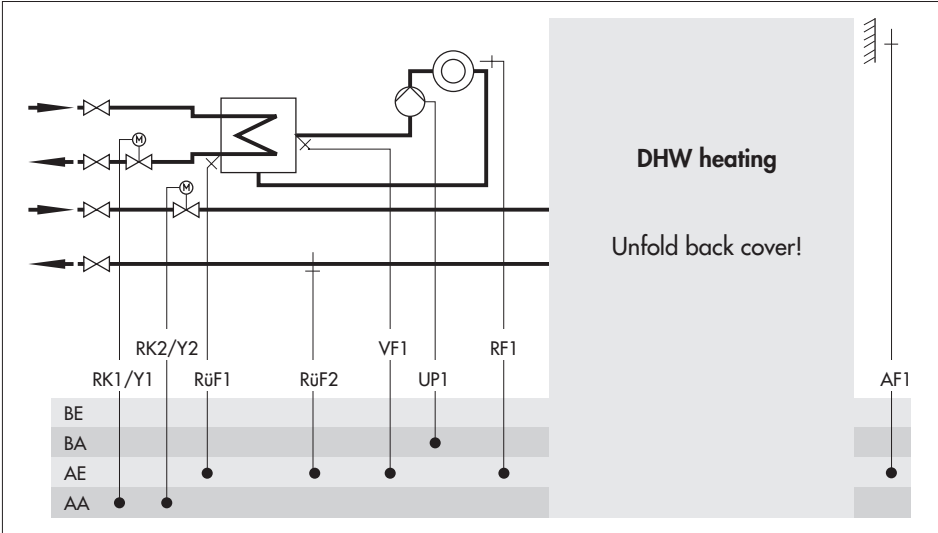 M
M
DHW heating
Unfold back cover!
RK2/Y2 VF1 RF1
RK1/Y1 RüF1 RüF2 UP1 AF1
BE
BA
AE
AA